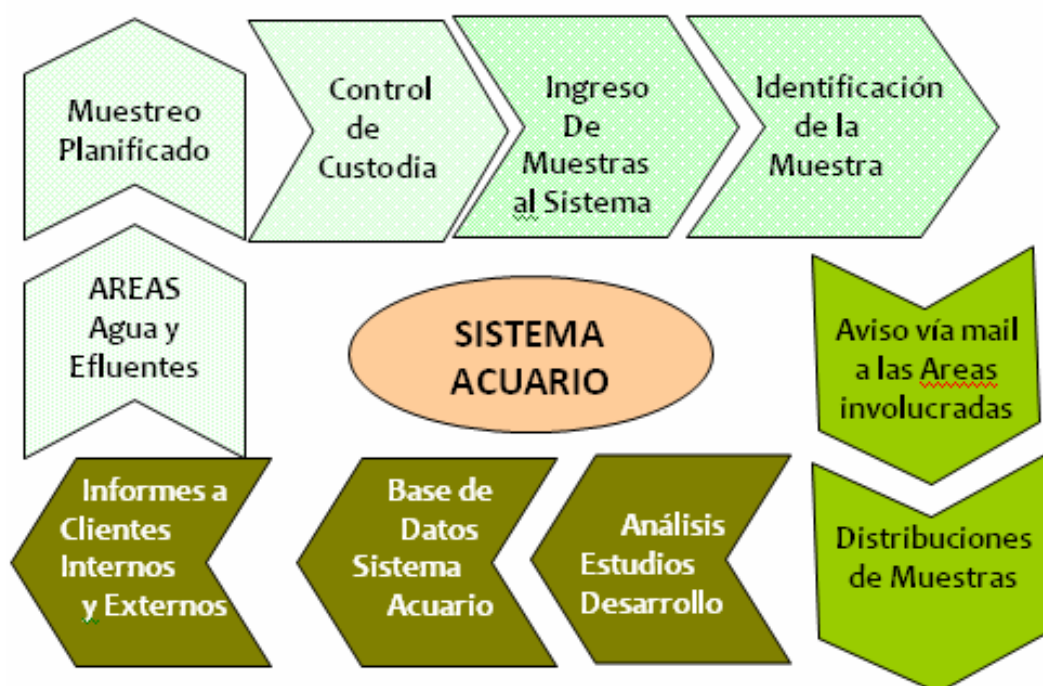 Muestreo
Planificado
Control
de
Custodia
Ingreso
De
Muestras
al Sistema
Identificación
de la
Muestra
AREAS
Agua y
Efluentes
SISTEMA
ACUARIO
Aviso vía mail
a las Areas
involucradas
Informes a
Clientes
Internos
y Externos
Base de
Datos
Sistema
Acuario
Análisis
Estudios
Desarrollo
Distribuciones
de Muestras